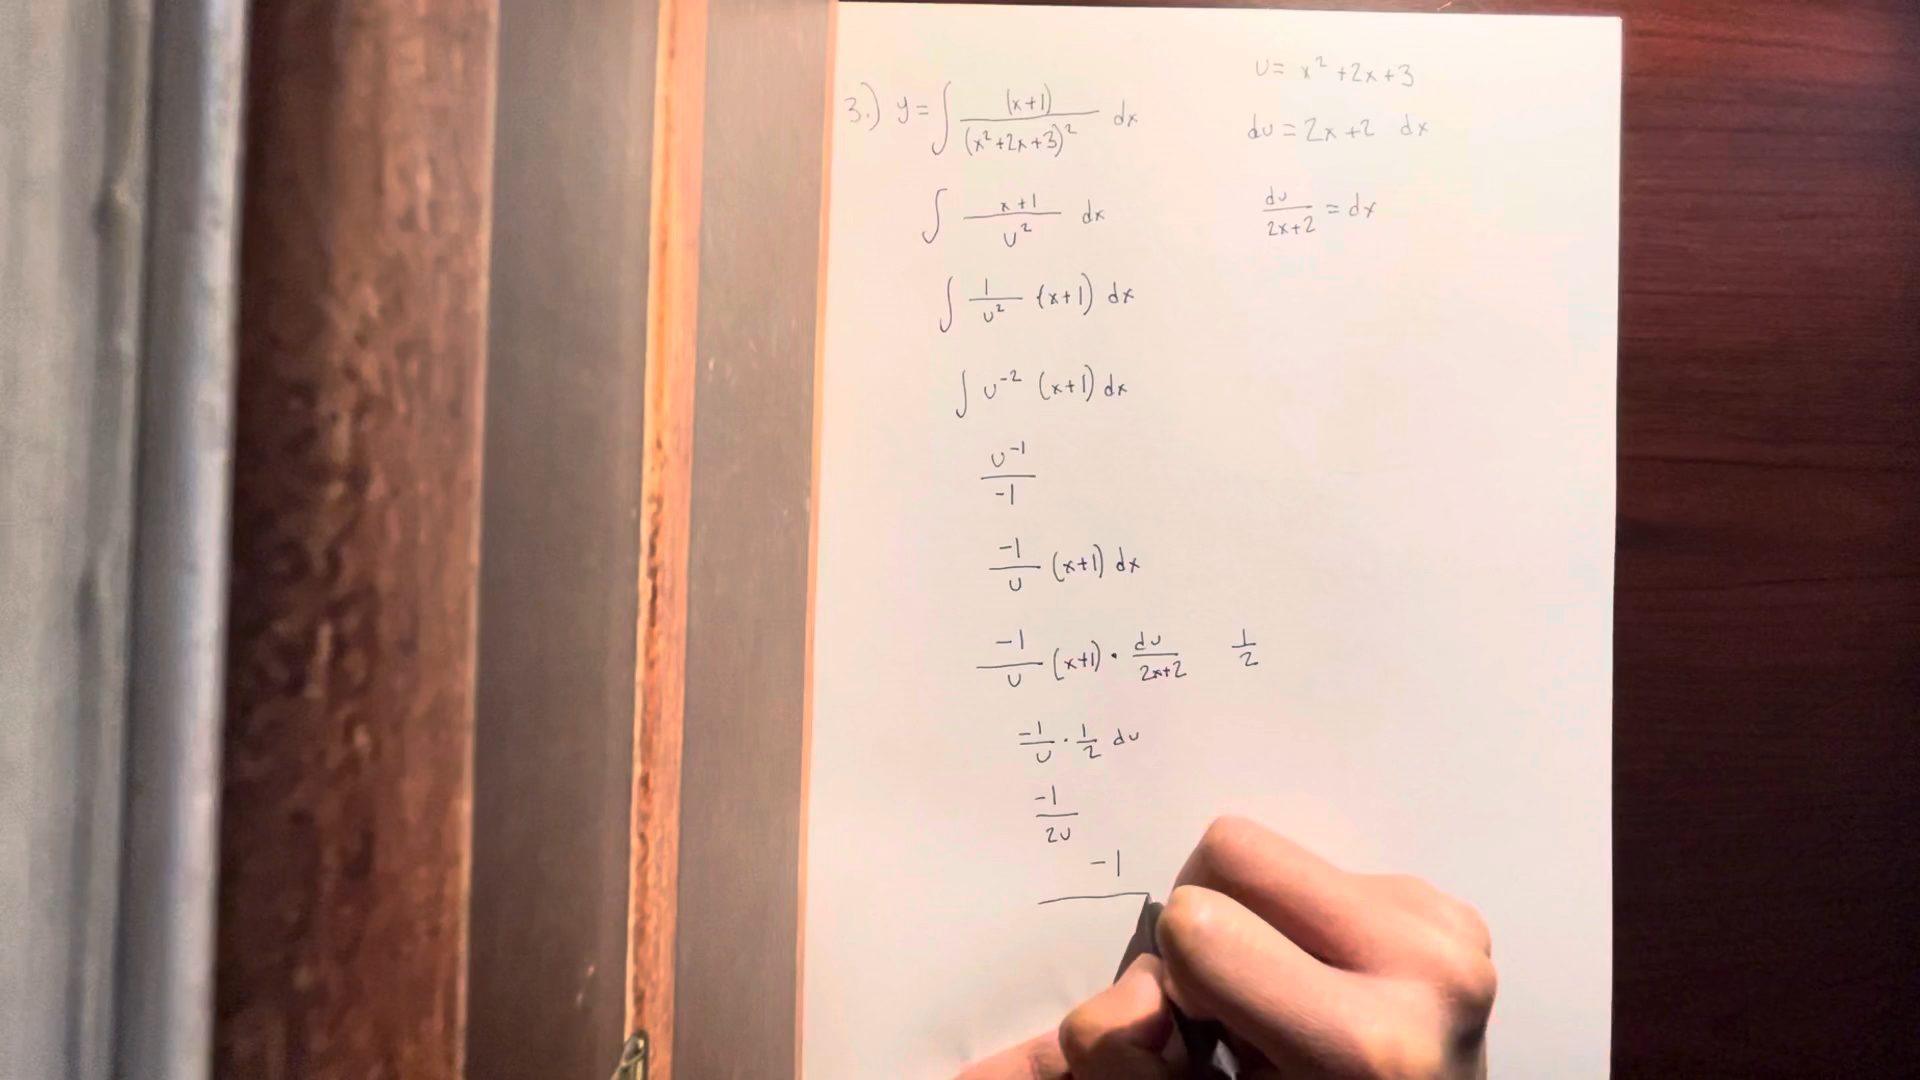 3.) y = ∫ (x+1)/(x²+2x+3)² dx
u = x²+2x+3
du = 2x+2 dx
∫ x+1/u² dx
du/2x+2 = dx
∫ 1/u² (x+1) dx
∫ u⁻² (x+1) dx
u⁻¹/-1
-1/u (x+1) dx
-1/u (x+1) · du/2x+2 1/2
-1/u · 1/2 du
-1/2u
-1